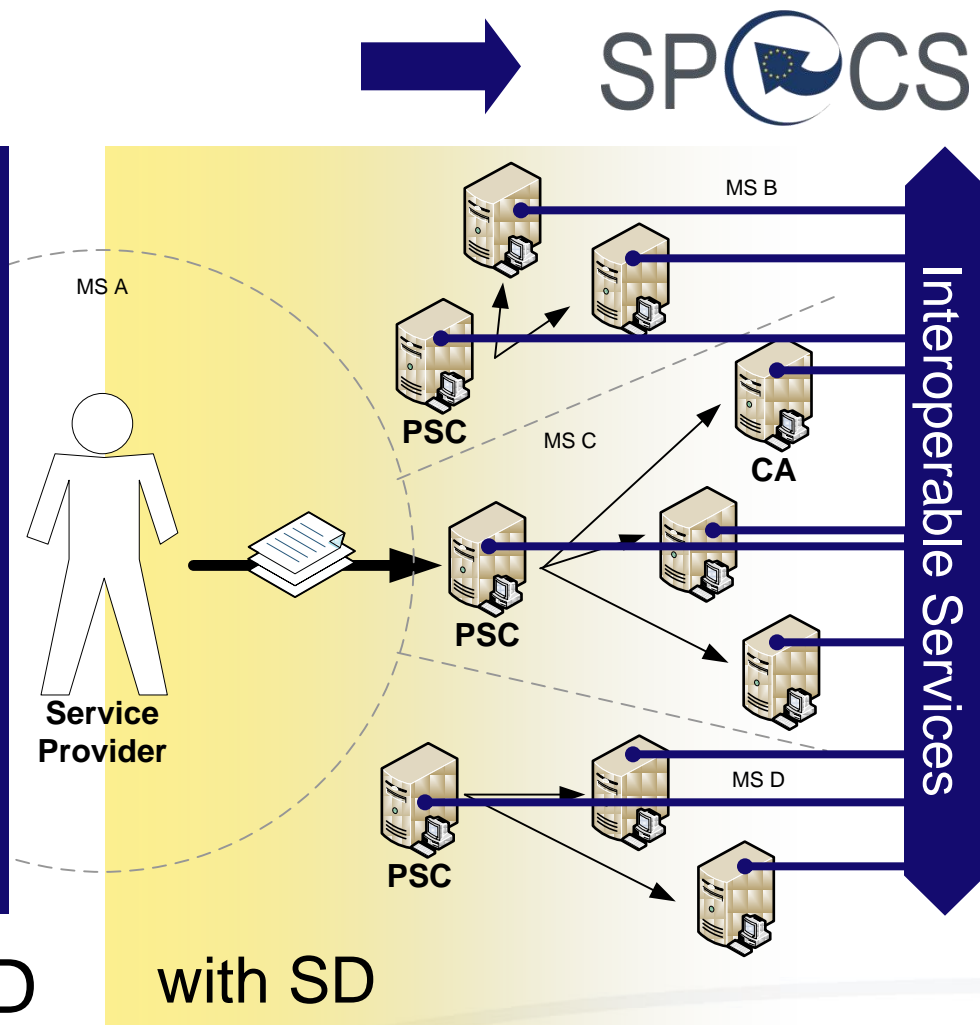 SPOCS
MS B
MS A
PSC
MS C
CA
PSC
Service
Provider
MS D
PSC
Interoperable Services
D
with SD